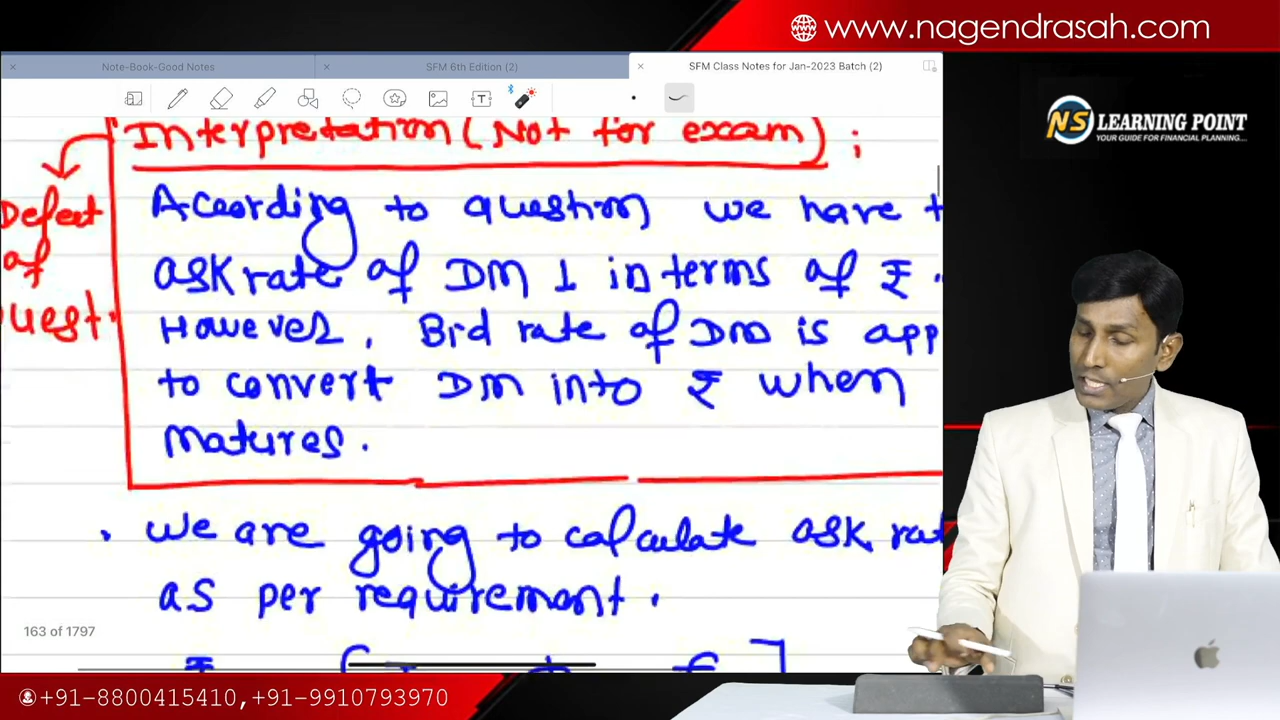 www.nagendrasah.com
Note-Book-Good Notes
SFM 6th Edition (2)
SFM Class Notes for Jan-2023 Batch (2)
NS LEARNING POINT
YOUR GUIDE FOR FINANCIAL PLANNING....
Interpretation (Not for exam) :
Defect
of
According to question we have t
ask rate of DM 1 in terms of ₹.
However, Bid rate of DM is app
to convert DM into ₹ when
matures.
. we are going to calculate ask rat
as per requirement.
163 of 1797
₹
£
+91-8800415410,+91-9910793970